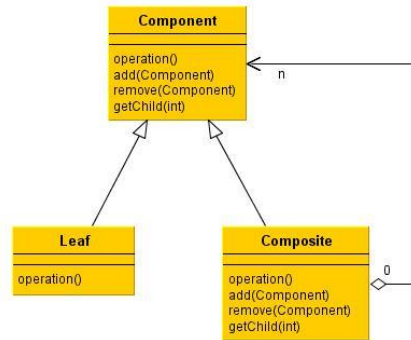 Component
operation()
add(Component)
remove(Component)
getChild(int)
n
Leaf
operation()
Composite
operation()
add(Component)
remove(Component)
getChild(int)
0